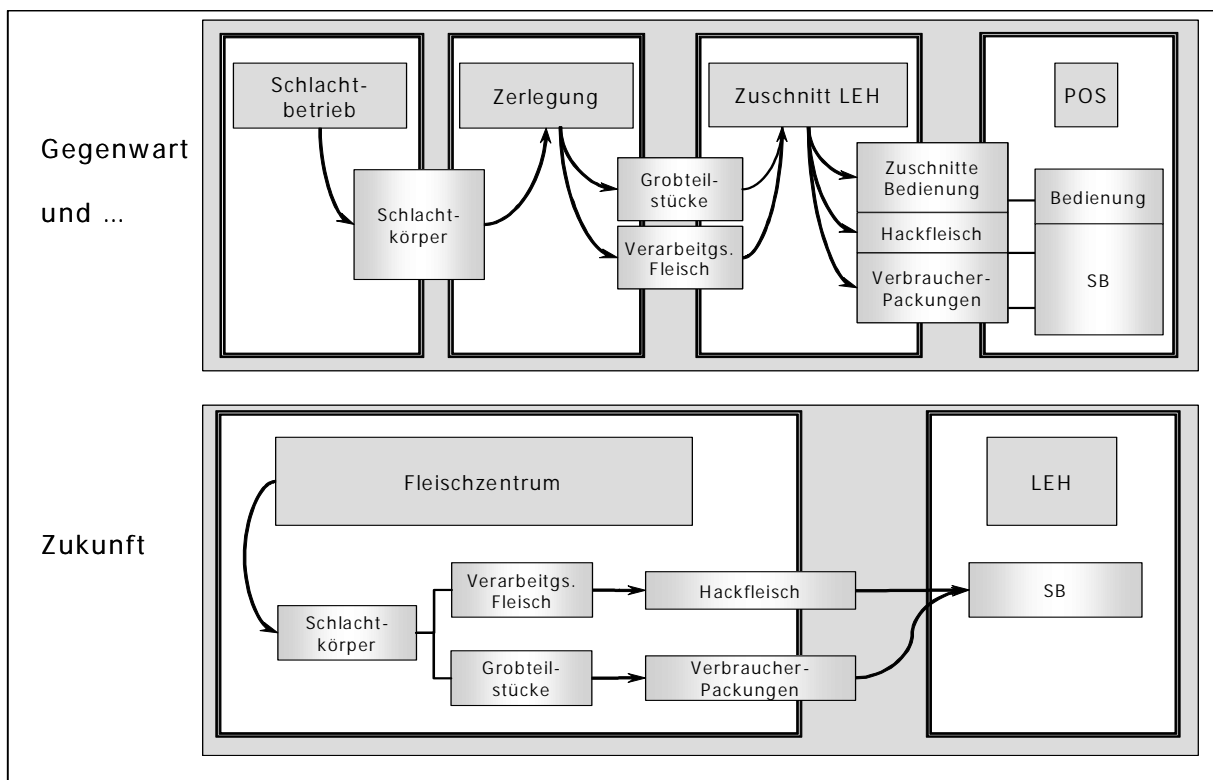 Gegenwart
und ...
Schlacht-
betrieb
Schlacht-
körper
Zerlegung
Grobteil-
stücke
Verarbeitgs.
Fleisch
Zuschnitt LEH
Zuschnitte
Bedienung
Hackfleisch
Verbraucher-
Packungen
POS
Bedienung
SB
Zukunft
Fleischzentrum
Schlacht-
körper
Verarbeitgs.
Fleisch
Grobteil-
stücke
Hackfleisch
Verbraucher-
Packungen
LEH
SB